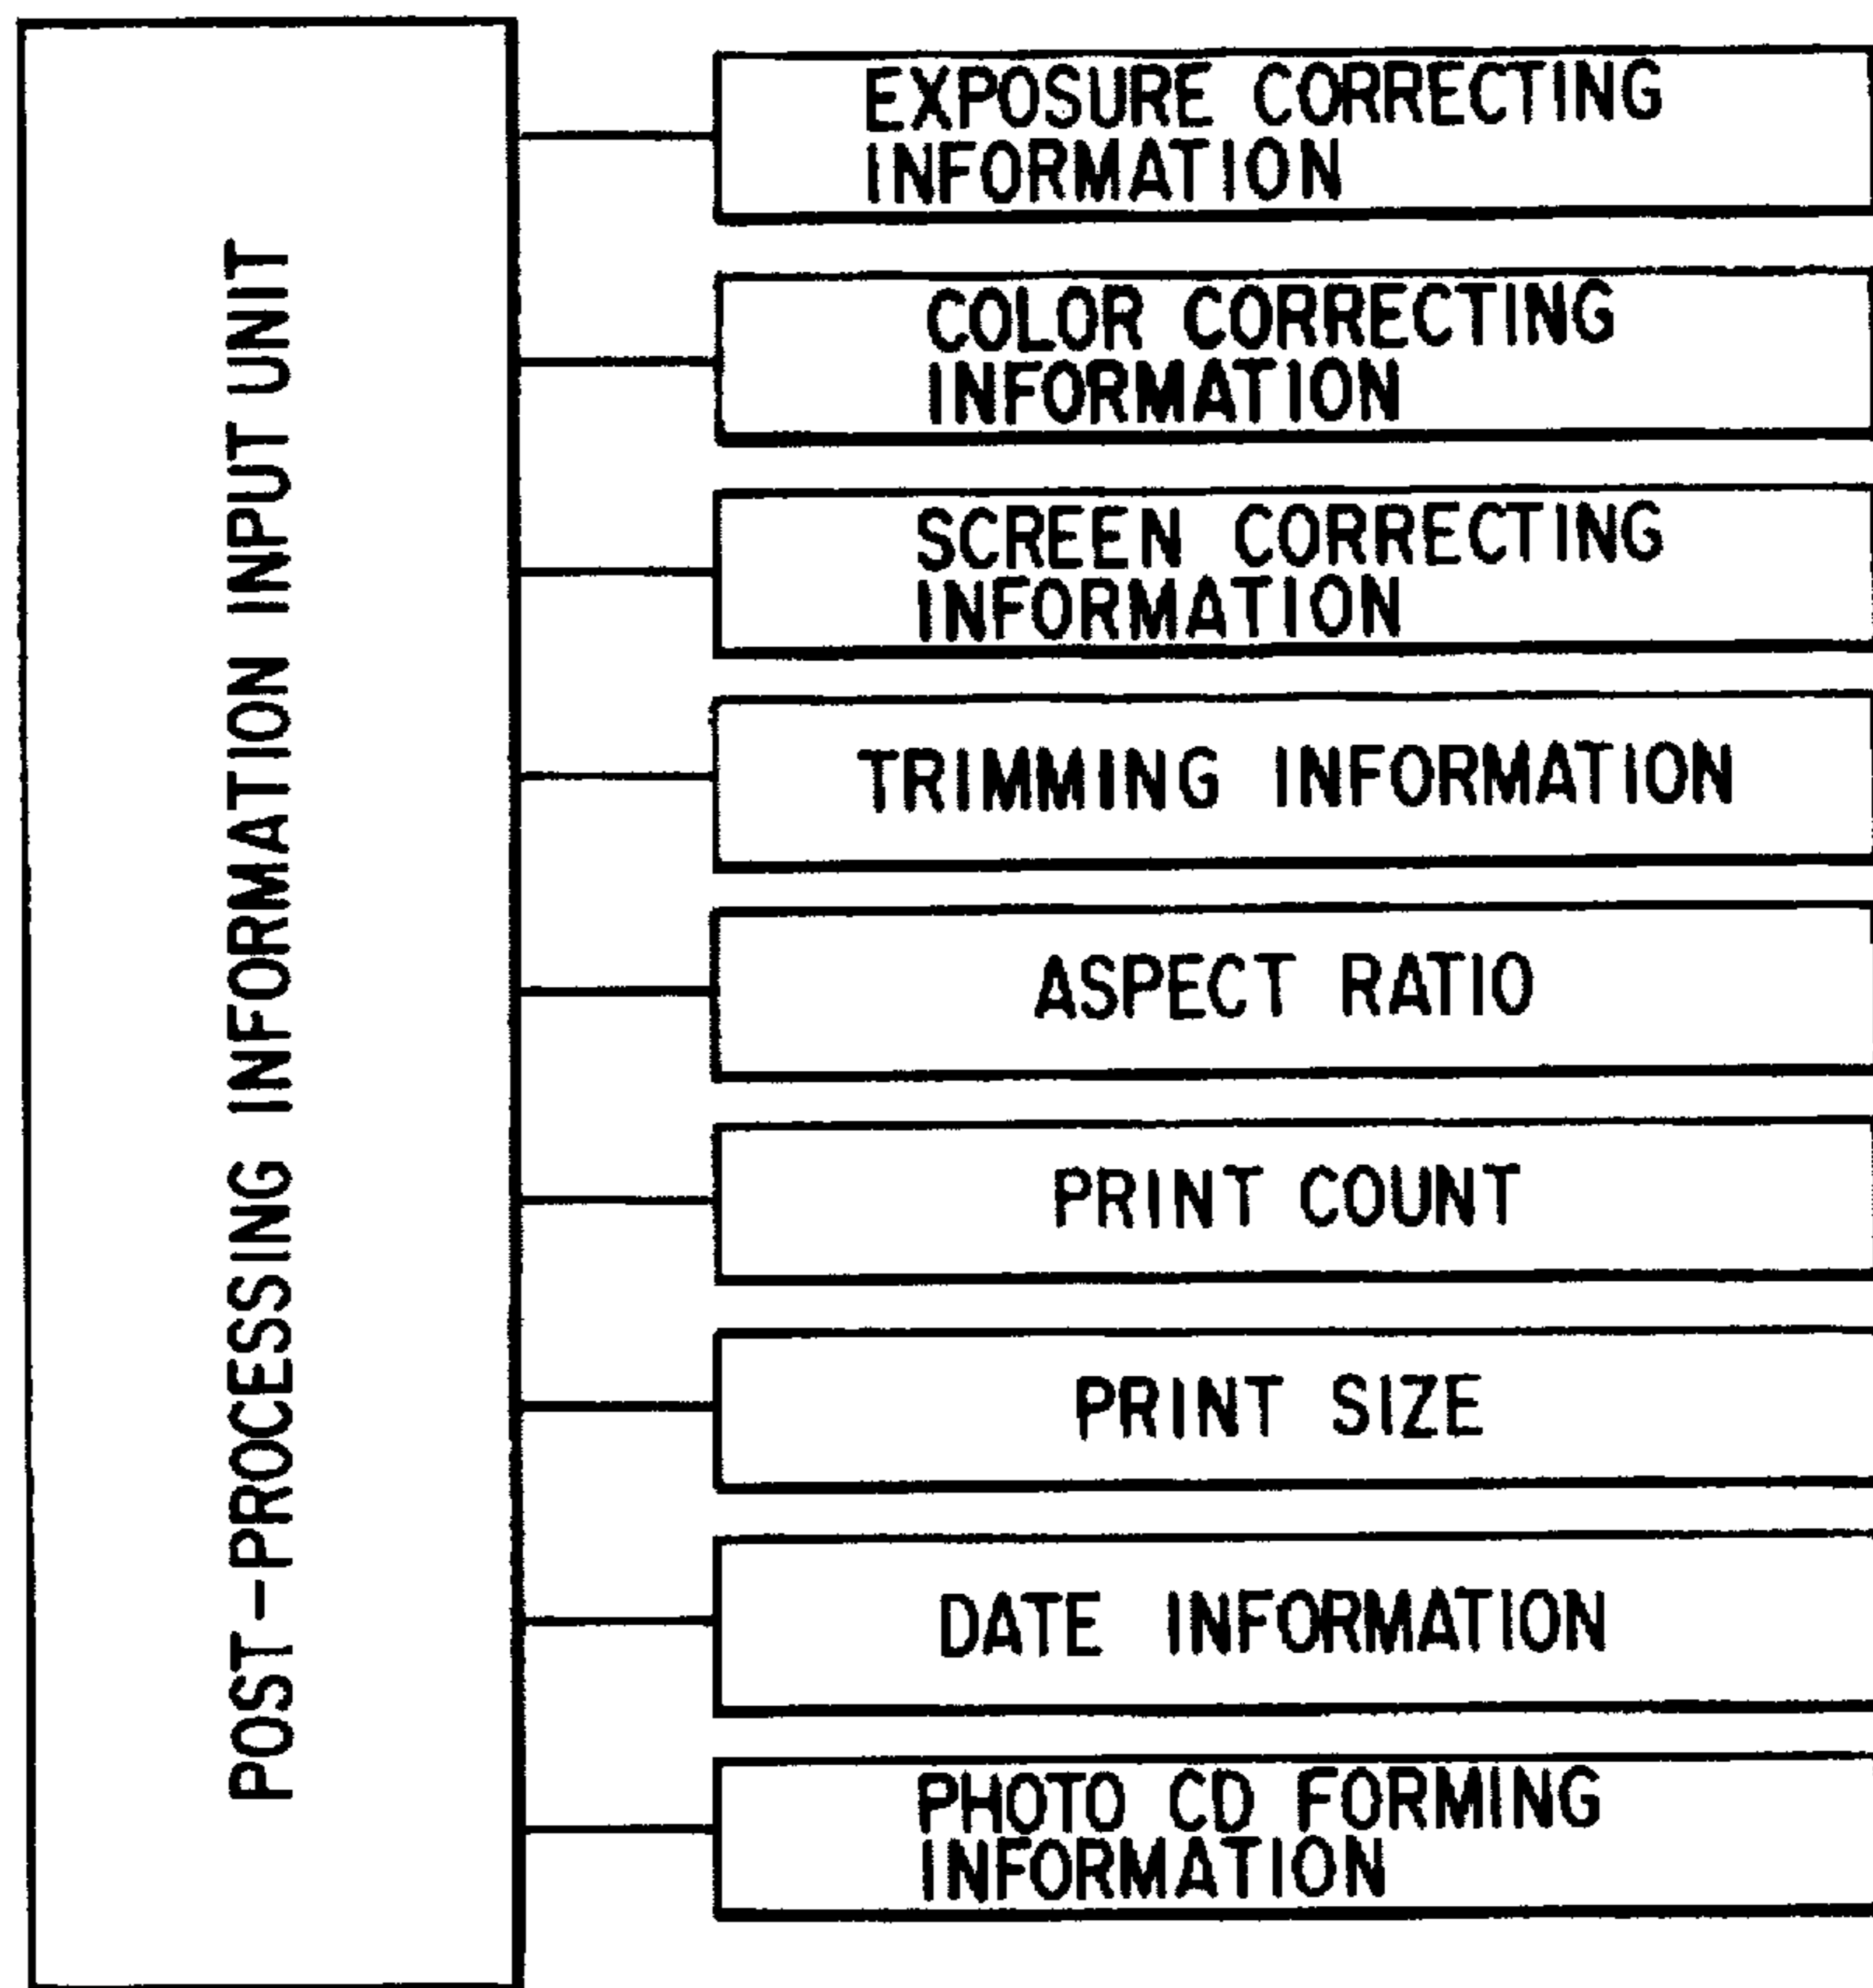 POST-PROCESSING INFORMATION INPUT UNIT
EXPOSURE CORRECTING
INFORMATION
COLOR CORRECTING
INFORMATION
SCREEN CORRECTING
INFORMATION
TRIMMING INFORMATION
ASPECT RATIO
PRINT COUNT
PRINT SIZE
DATE INFORMATION
PHOTO CD FORMING
INFORMATION